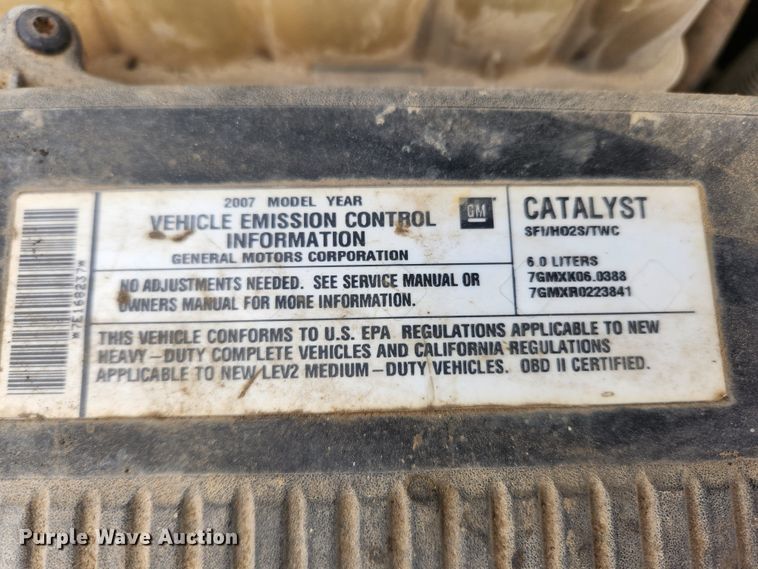 2007 MODEL YEAR
VEHICLE EMISSION CONTROL
INFORMATION
GENERAL MOTORS CORPORATION
GM
NO ADJUSTMENTS NEEDED. SEE SERVICE MANUAL OR
OWNERS MANUAL FOR MORE INFORMATION.
CATALYST
SFI/HO2S/TWC
6.0 LITERS
7GMXK06.0388
7GMXR0223841
THIS VEHICLE CONFORMS TO U.S. EPA REGULATIONS APPLICABLE TO NEW
HEAVY-DUTY COMPLETE VEHICLES AND CALIFORNIA REGULATIONS
APPLICABLE TO NEW LEV2 MEDIUM-DUTY VEHICLES. OBD II CERTIFIED.
*7E168237*
Purple Wave Auction